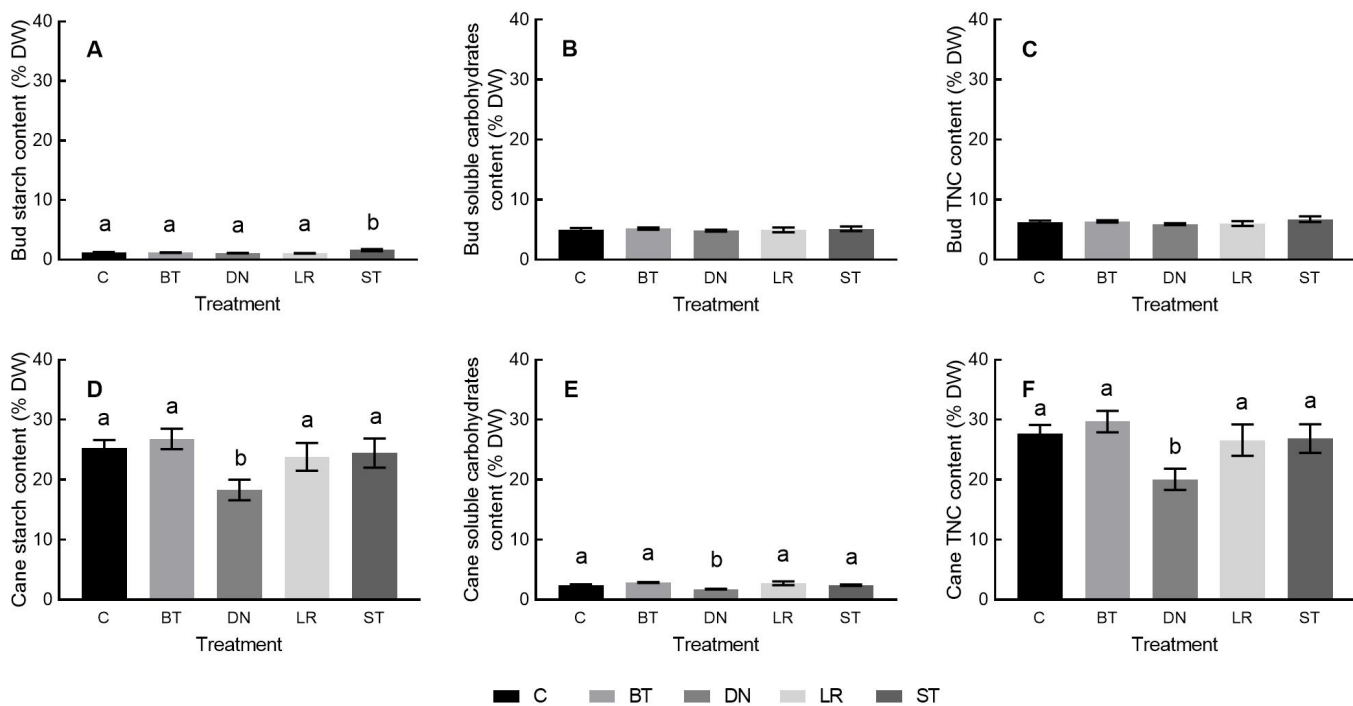 A
Bud starch content (% DW)
40
30
20
10
0
a a a a b
C BT DN LR ST
Treatment
B
Bud soluble carbohydrates
content (% DW)
40
30
20
10
0
C BT DN LR ST
Treatment
C
Bud TNC content (% DW)
40
30
20
10
0
C BT DN LR ST
Treatment
D
Cane starch content (% DW)
40
30
20
10
0
a a b a a
C BT DN LR ST
Treatment
E
Cane soluble carbohydrates
content (% DW)
40
30
20
10
0
a a b a a
C BT DN LR ST
Treatment
F
Cane TNC content (% DW)
40
30
20
10
0
a a b a a
C BT DN LR ST
Treatment
C BT DN LR ST